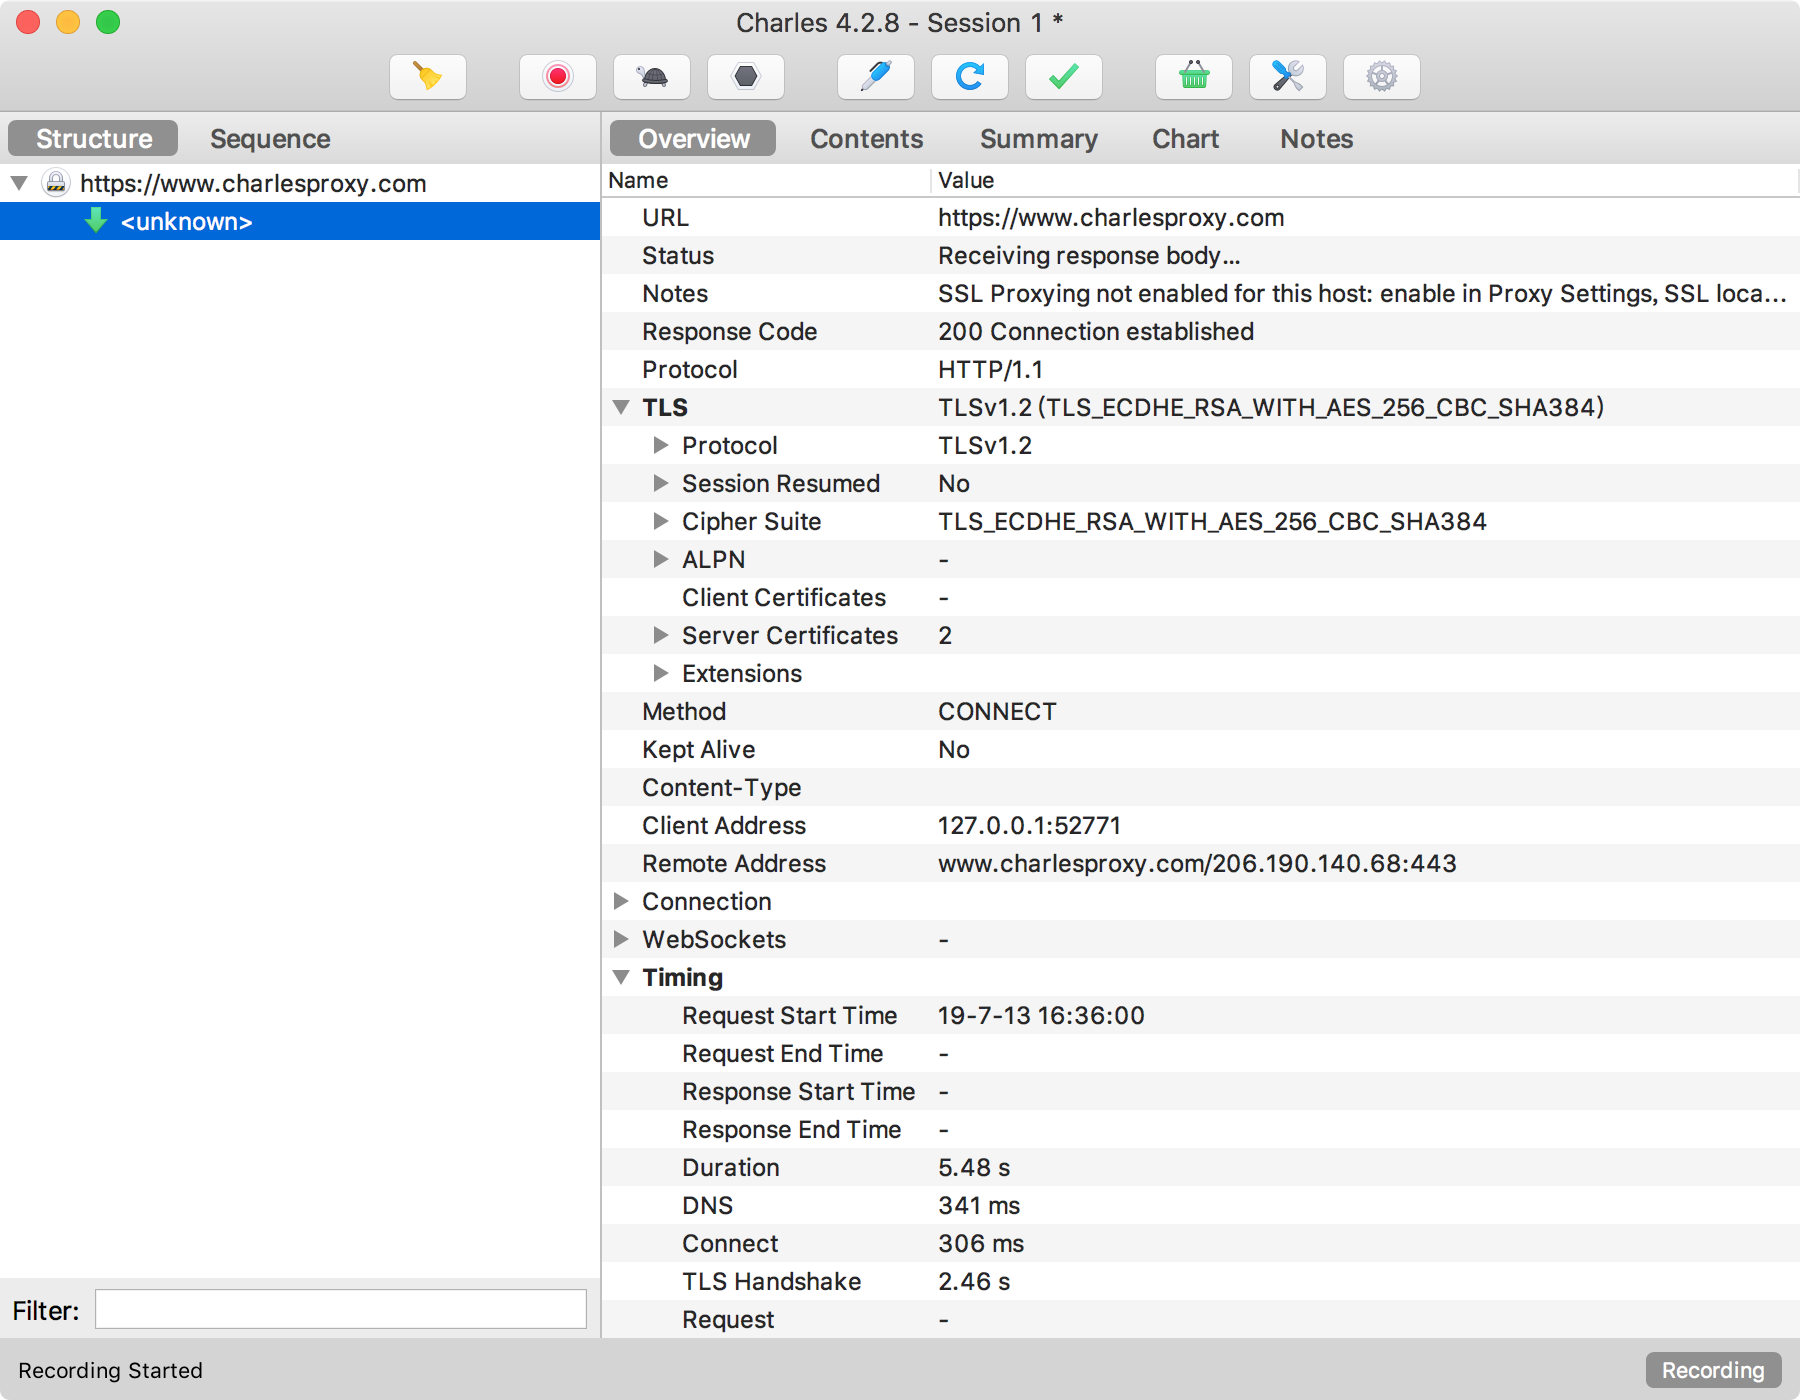 Charles 4.2.8 - Session 1 *
Structure Sequence
Overview Contents Summary Chart Notes
https://www.charlesproxy.com
<unknown>
Name Value
URL https://www.charlesproxy.com
Status Receiving response body...
Notes SSL Proxying not enabled for this host: enable in Proxy Settings, SSL loca...
Response Code 200 Connection established
Protocol HTTP/1.1
TLS TLSv1.2 (TLS_ECDHE_RSA_WITH_AES_256_CBC_SHA384)
Protocol TLSv1.2
Session Resumed No
Cipher Suite TLS_ECDHE_RSA_WITH_AES_256_CBC_SHA384
ALPN -
Client Certificates -
Server Certificates 2
Extensions
Method CONNECT
Kept Alive No
Content-Type
Client Address 127.0.0.1:52771
Remote Address www.charlesproxy.com/206.190.140.68:443
Connection
WebSockets -
Timing
Request Start Time 19-7-13 16:36:00
Request End Time -
Response Start Time -
Response End Time -
Duration 5.48 s
DNS 341 ms
Connect 306 ms
TLS Handshake 2.46 s
Request -
Filter:
Recording Started
Recording